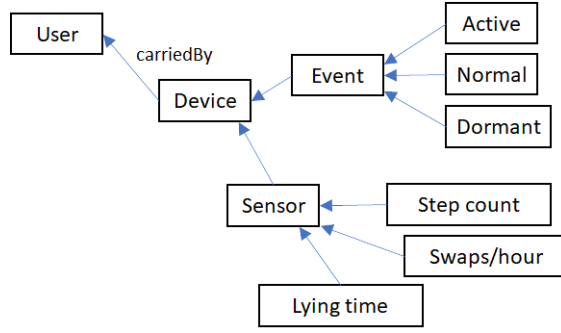 User
carriedBy
Device
Event
Active
Normal
Dormant
Sensor
Step count
Swaps/hour
Lying time